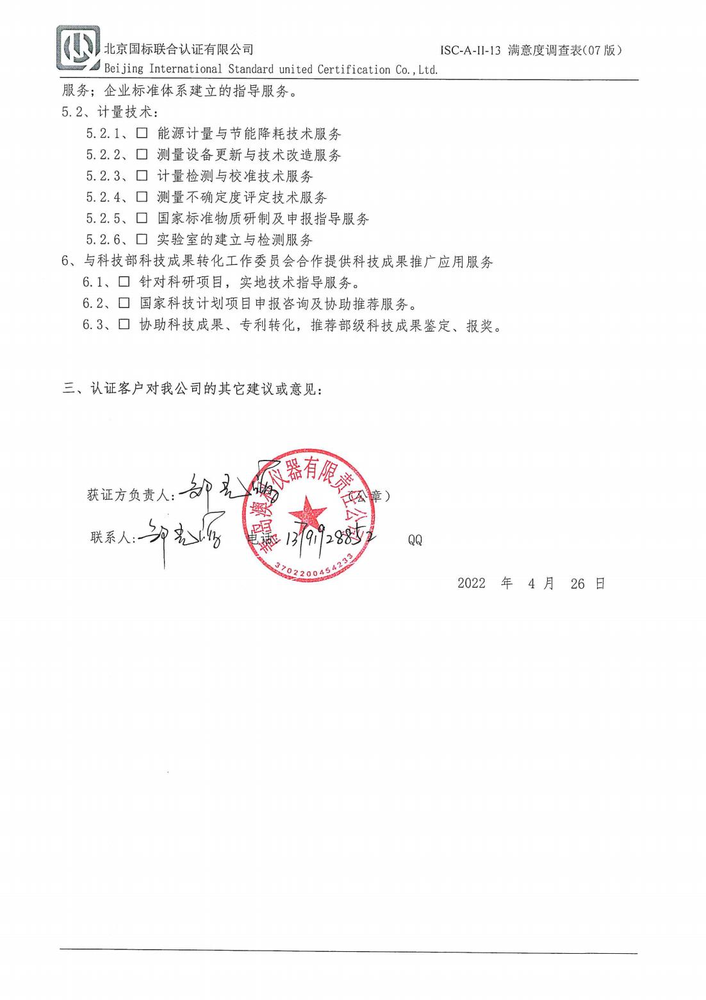 北京国标联合认证有限公司 ISC-A-II-13 满意度调查表(07版)
Beijing International Standard united Certification Co.,Ltd.
服务；企业标准体系建立的指导服务。
5.2、计量技术：
5.2.1、□ 能源计量与节能降耗技术服务
5.2.2、□ 测量设备更新与技术改造服务
5.2.3、□ 计量检测与校准技术服务
5.2.4、□ 测量不确定度评定技术服务
5.2.5、□ 国家标准物质研制及申报指导服务
5.2.6、□ 实验室的建立与检测服务
6、与科技部科技成果转化工作委员会合作提供科技成果推广应用服务
6.1、□ 针对科研项目，实地技术指导服务。
6.2、□ 国家科技计划项目申报咨询及协助推荐服务。
6.3、□ 协助科技成果、专利转化，推荐部级科技成果鉴定、报奖。
三、认证客户对我公司的其它建议或意见：
青岛澳 仪器有限责任公司
获证方负责人： （公章）
联系人： 电话 13791928852 QQ
3702200454233
2022 年 4 月 26 日